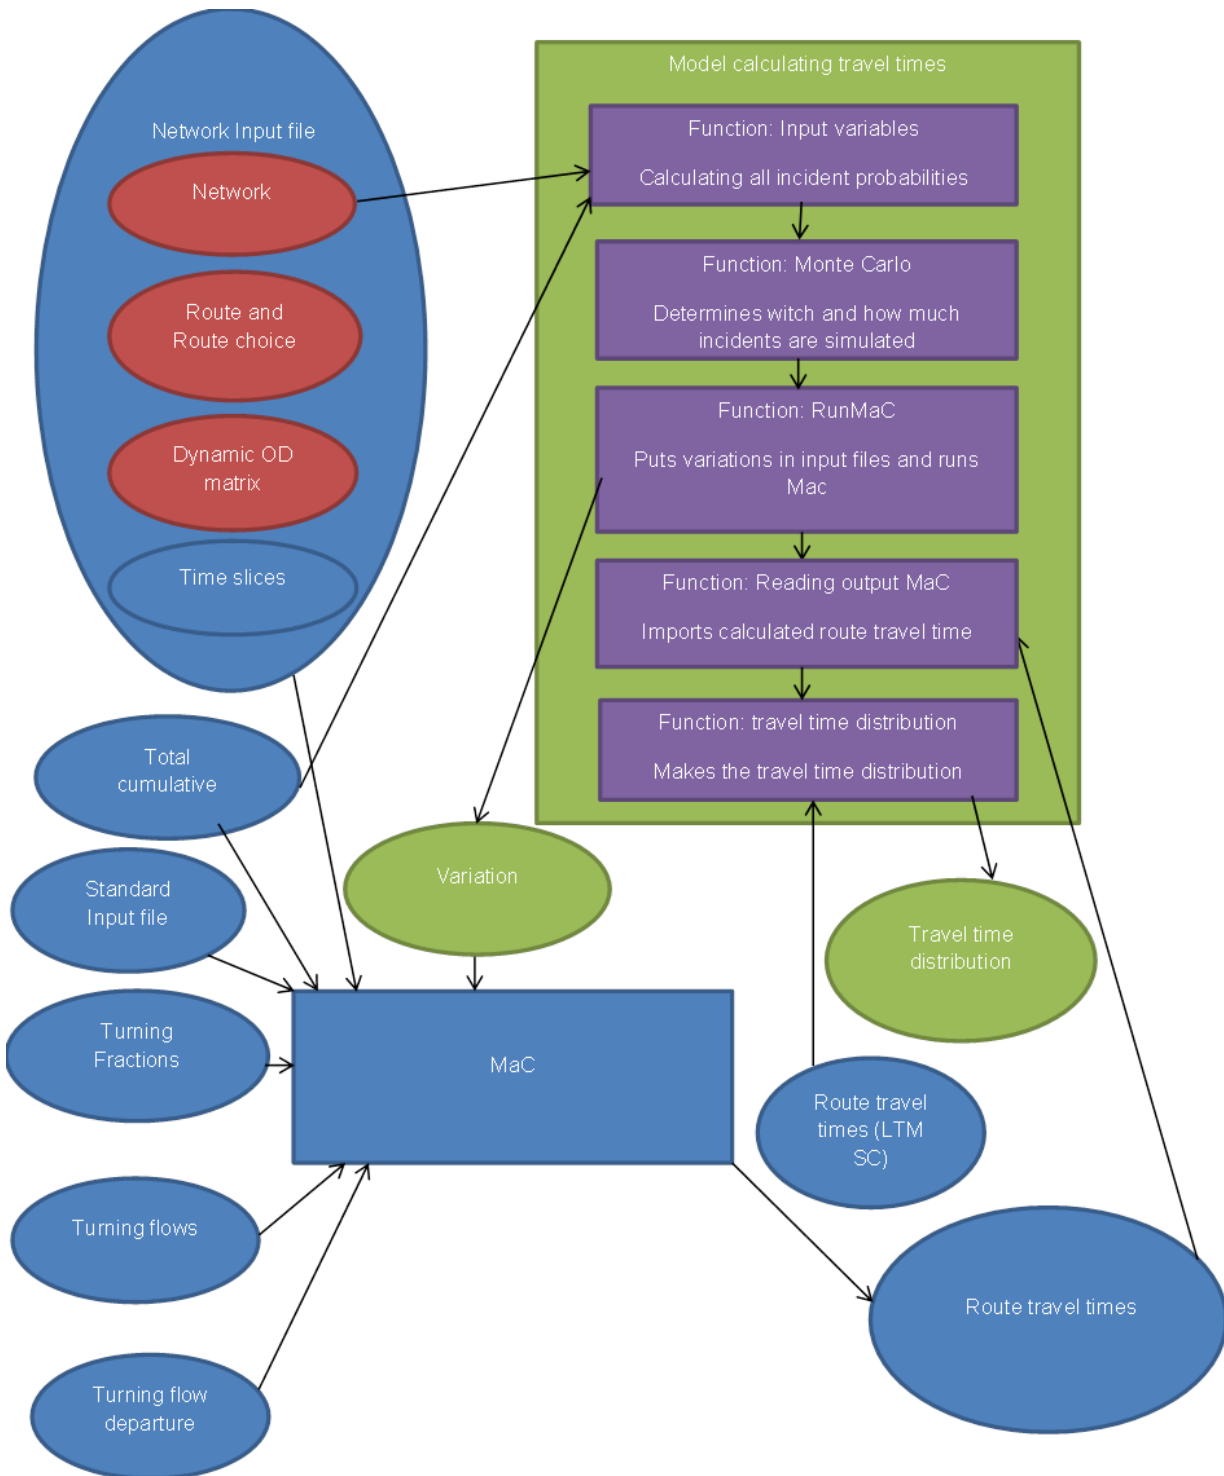 Network Input file
Network
Route and
Route choice
Dynamic OD
matrix
Time slices
Model calculating travel times
Function: Input variables
Calculating all incident probabilities
Function: Monte Carlo
Determines witch and how much
incidents are simulated
Function: RunMaC
Puts variations in input files and runs
Mac
Function: Reading output MaC
Imports calculated route travel time
Function: travel time distribution
Makes the travel time distribution
Total
cumulative
Standard
Input file
Turning
Fractions
Turning flows
Turning flow
departure
Variation
MaC
Travel time
distribution
Route travel
times (LTM
SC)
Route travel times